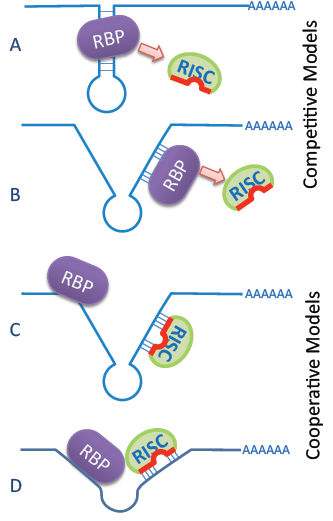 AAAAAA
A
RBP
RISC
AAAAAA
B
RBP
RISC
Competitive Models
RBP
AAAAAA
C
RISC
AAAAAA
D
RBP
RISC
Cooperative Models